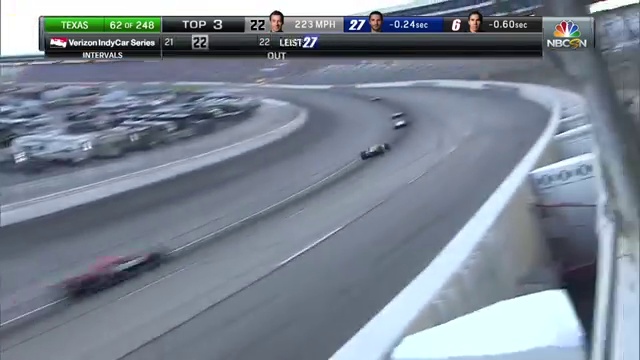 TEXAS 62 OF 248 TOP 3 22 223 MPH 27 -0.24sec 6 -0.60sec
Verizon IndyCar Series 21 22 22 LEIST 27 NBCSN
INTERVALS OUT